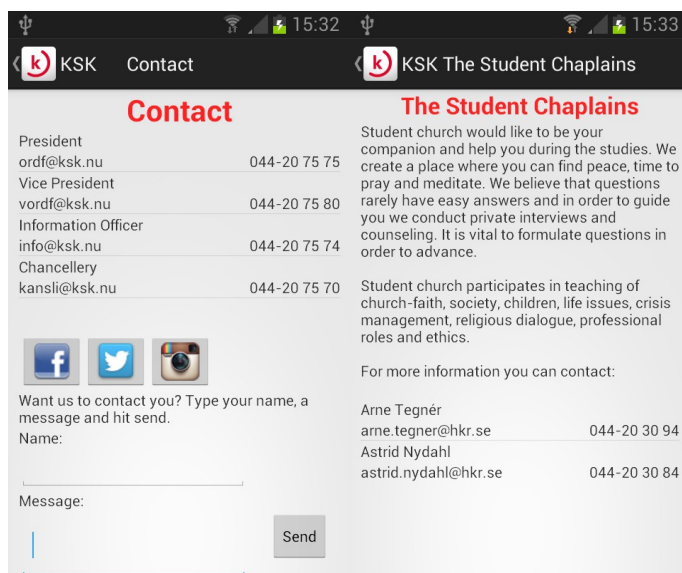 15:32
k KSK Contact
Contact
President
ordf@ksk.nu 044-20 75 75
Vice President
vordf@ksk.nu 044-20 75 80
Information Officer
info@ksk.nu 044-20 75 74
Chancellery
kansli@ksk.nu 044-20 75 70
f
Want us to contact you? Type your name, a
message and hit send.
Name:
Message:
Send
15:33
k KSK The Student Chaplains
The Student Chaplains
Student church would like to be your
companion and help you during the studies. We
create a place where you can find peace, time to
pray and meditate. We believe that questions
rarely have easy answers and in order to guide
you we conduct private interviews and
counseling. It is vital to formulate questions in
order to advance.
Student church participates in teaching of
church-faith, society, children, life issues, crisis
management, religious dialogue, professional
roles and ethics.
For more information you can contact:
Arne Tegnér
arne.tegner@hkr.se 044-20 30 94
Astrid Nydahl
astrid.nydahl@hkr.se 044-20 30 84